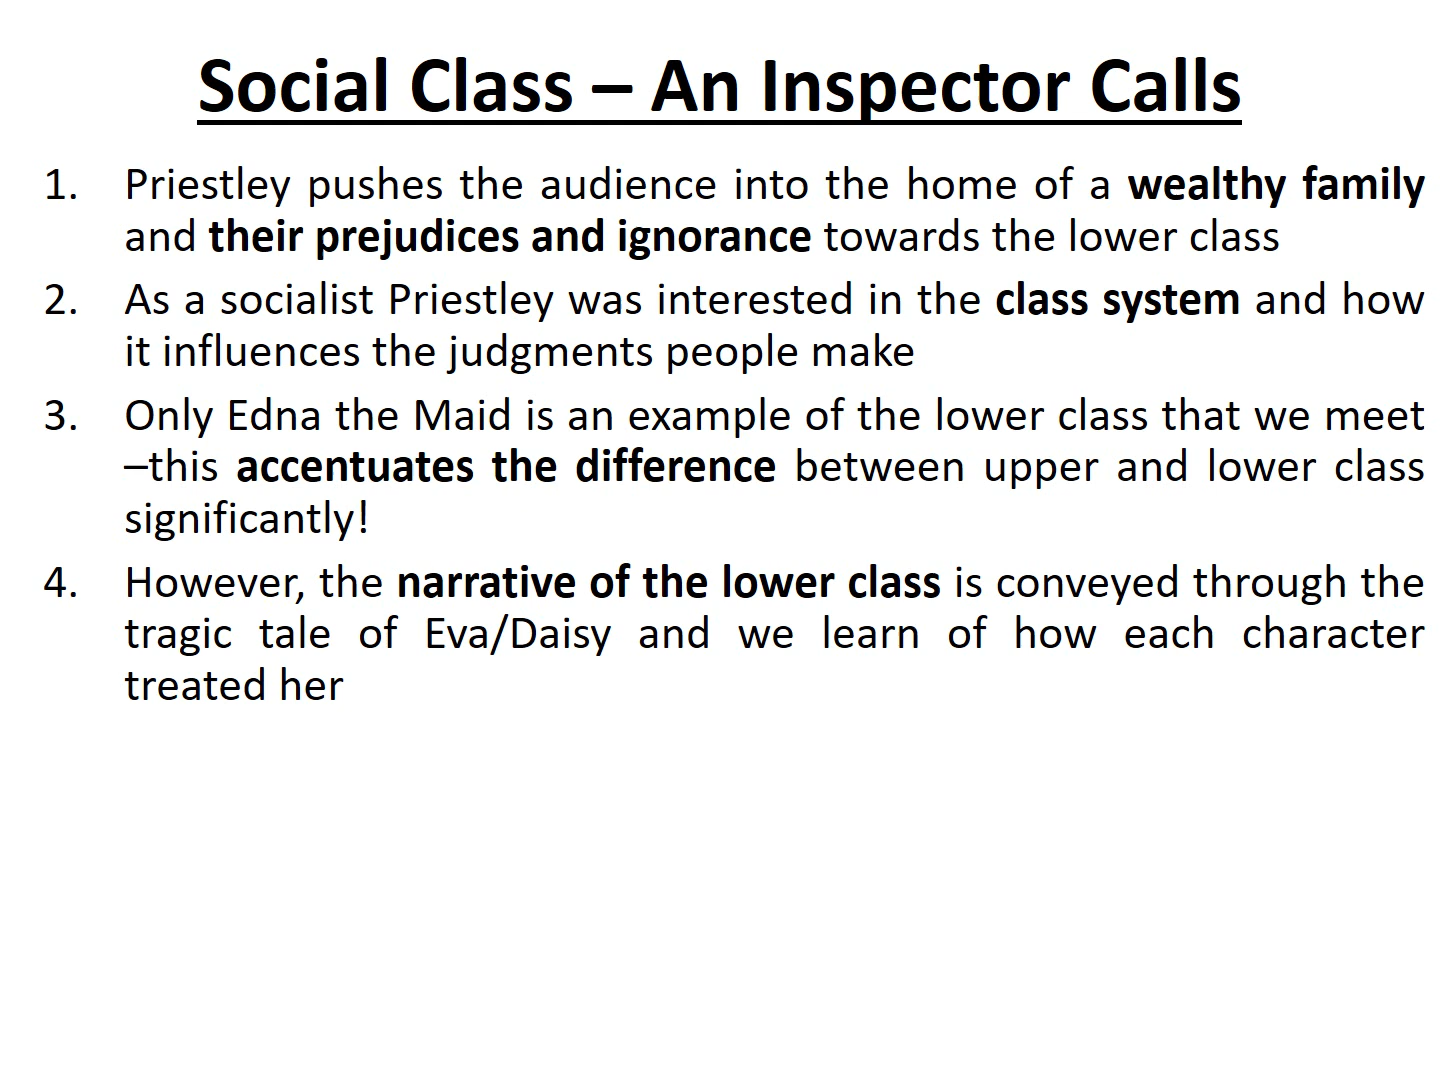 Social Class – An Inspector Calls
1. Priestley pushes the audience into the home of a wealthy family
and their prejudices and ignorance towards the lower class
2. As a socialist Priestley was interested in the class system and how
it influences the judgments people make
3. Only Edna the Maid is an example of the lower class that we meet
–this accentuates the difference between upper and lower class
significantly!
4. However, the narrative of the lower class is conveyed through the
tragic tale of Eva/Daisy and we learn of how each character
treated her